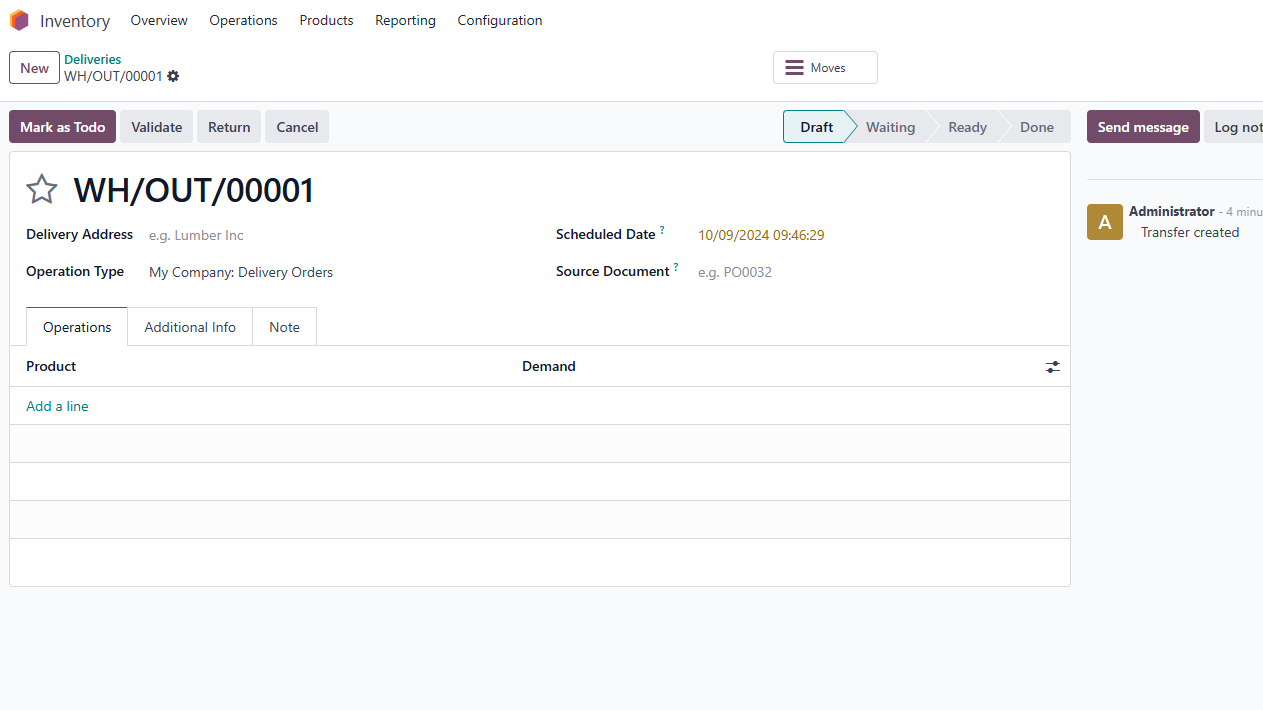 Inventory Overview Operations Products Reporting Configuration
New
Deliveries
WH/OUT/00001
Moves
Mark as Todo Validate Return Cancel
Draft Waiting Ready Done
Send message Log not
WH/OUT/00001
Delivery Address e.g. Lumber Inc
Scheduled Date ? 10/09/2024 09:46:29
Operation Type My Company: Delivery Orders
Source Document ? e.g. PO0032
A
Administrator - 4 minu
Transfer created
Operations Additional Info Note
Product Demand
Add a line